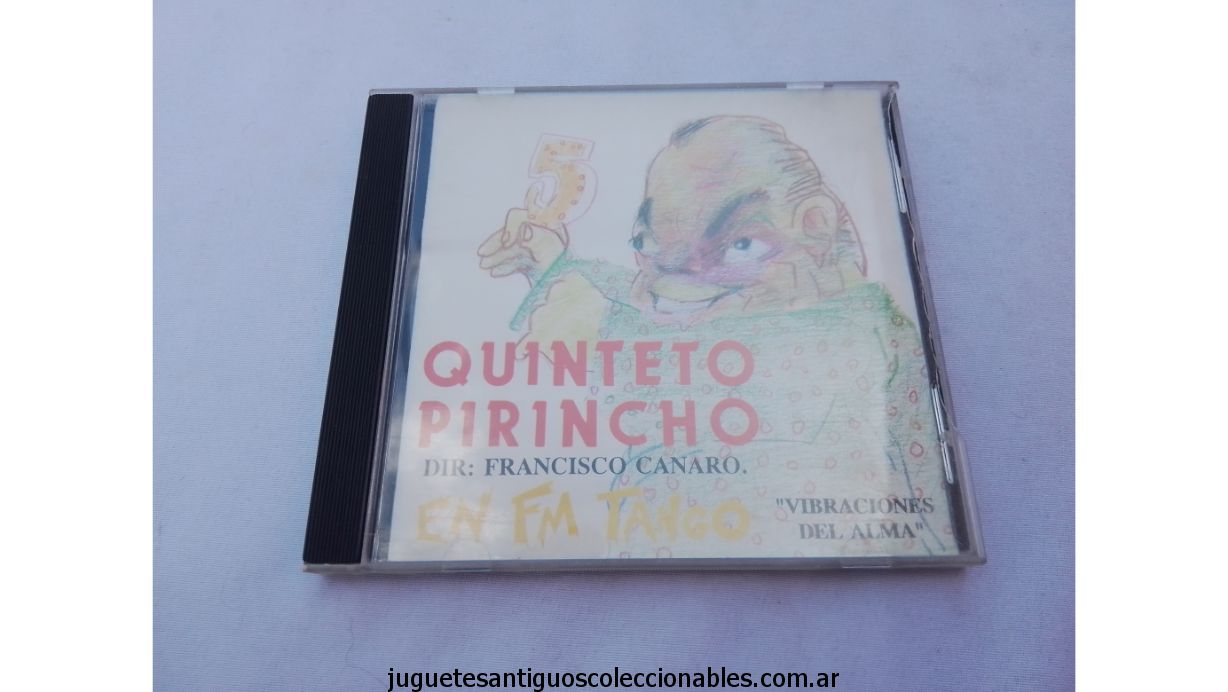 5
QUINTETO
PIRINCHO
DIR: FRANCISCO CANARO.
EN FM TANGO
"VIBRACIONES
DEL ALMA"
juguetesantiguoscoleccionables.com.ar